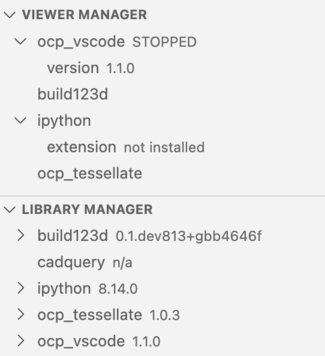 VIEWER MANAGER
ocp_vscode STOPPED
version 1.1.0
build123d
ipython
extension not installed
ocp_tessellate
LIBRARY MANAGER
build123d 0.1.dev813+gbb4646f
cadquery n/a
ipython 8.14.0
ocp_tessellate 1.0.3
ocp_vscode 1.1.0